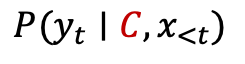 P(y_t | C, x_{<t})